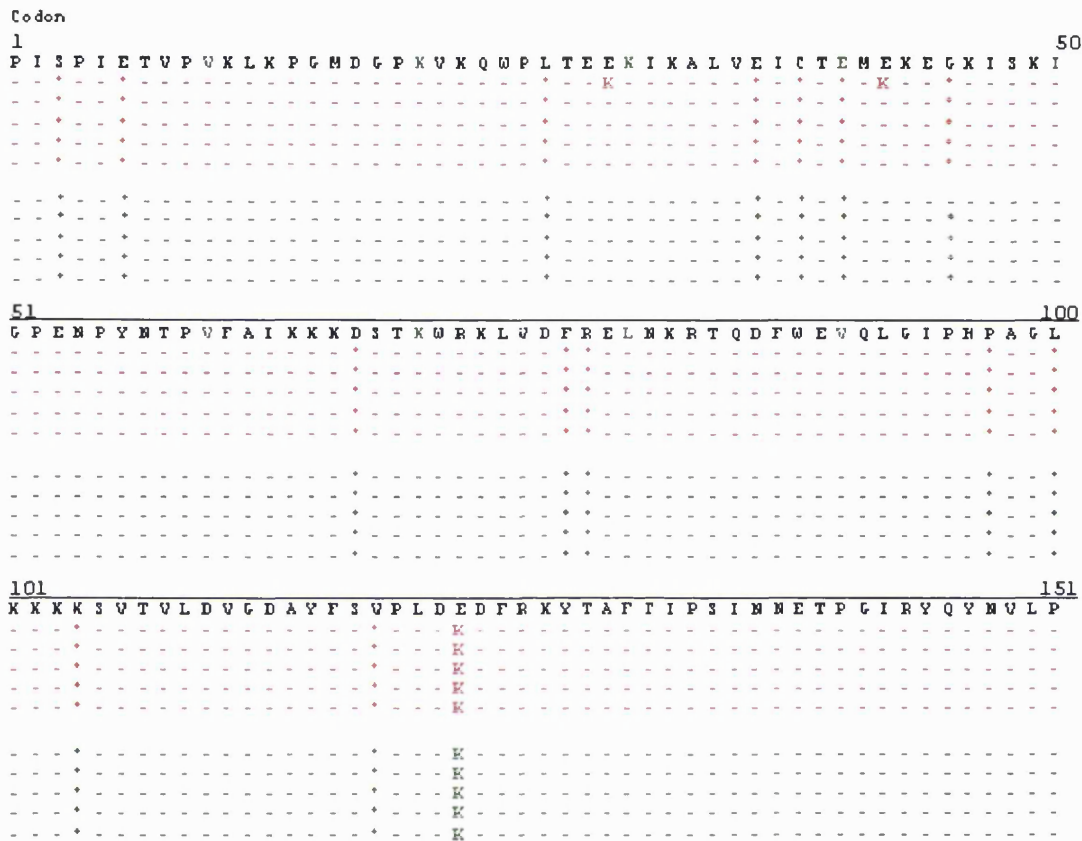 Codon
1 50
P I S P I E T V P V K L K P G M D G P K V K Q W P L T E E K I K A L V E I C T E M E K E G K I S K I
- - + - - + - - - - - - - - - - - - - - - - - - - + - - K - - - - - - + - + - + - K - - + - - - - -
- - + - - + - - - - - - - - - - - - - - - - - - - + - - - - - - - - - + - + - + - - - - + - - - - -
- - + - - + - - - - - - - - - - - - - - - - - - - + - - - - - - - - - + - + - + - - - - + - - - - -
- - + - - + - - - - - - - - - - - - - - - - - - - + - - - - - - - - - + - + - + - - - - + - - - - -
- - + - - + - - - - - - - - - - - - - - - - - - - + - - - - - - - - - + - + - + - - - - + - - - - -
- - + - - + - - - - - - - - - - - - - - - - - - - + - - - - - - - - - + - + - + - - - - - - - - - -
- - + - - + - - - - - - - - - - - - - - - - - - - + - - - - - - - - - + - + - + - - - - + - - - - -
- - + - - + - - - - - - - - - - - - - - - - - - - + - - - - - - - - - + - + - + - - - - + - - - - -
- - + - - + - - - - - - - - - - - - - - - - - - - + - - - - - - - - - + - + - + - - - - + - - - - -
- - + - - + - - - - - - - - - - - - - - - - - - - + - - - - - - - - - + - + - + - - - - + - - - - -
51 100
G P E N P Y N T P V F A I K K K D S T K W R K L V D F R E L N K R T Q D F W E V Q L G I P H P A G L
- - - - - - - - - - - - - - - - + - - - - - - - - - + + - - - - - - - - - - - - - - - - - - + - - +
- - - - - - - - - - - - - - - - + - - - - - - - - - + + - - - - - - - - - - - - - - - - - - + - - +
- - - - - - - - - - - - - - - - + - - - - - - - - - + + - - - - - - - - - - - - - - - - - - + - - +
- - - - - - - - - - - - - - - - + - - - - - - - - - + + - - - - - - - - - - - - - - - - - - + - - +
- - - - - - - - - - - - - - - - + - - - - - - - - - + + - - - - - - - - - - - - - - - - - - + - - +
- - - - - - - - - - - - - - - - + - - - - - - - - - + + - - - - - - - - - - - - - - - - - - + - - +
- - - - - - - - - - - - - - - - + - - - - - - - - - + + - - - - - - - - - - - - - - - - - - + - - +
- - - - - - - - - - - - - - - - + - - - - - - - - - + + - - - - - - - - - - - - - - - - - - + - - +
- - - - - - - - - - - - - - - - + - - - - - - - - - + + - - - - - - - - - - - - - - - - - - + - - +
- - - - - - - - - - - - - - - - + - - - - - - - - - + + - - - - - - - - - - - - - - - - - - + - - +
101 151
K K K K S V T V L D V G D A Y F S V P L D E D F R K Y T A F T I P S I N N E T P G I R Y Q Y N V L P
- - - + - - - - - - - - - - - - - + - - - K - - - - - - - - - - - - - - - - - - - - - - - - - - - -
- - - + - - - - - - - - - - - - - + - - - K - - - - - - - - - - - - - - - - - - - - - - - - - - - -
- - - + - - - - - - - - - - - - - + - - - K - - - - - - - - - - - - - - - - - - - - - - - - - - - -
- - - + - - - - - - - - - - - - - + - - - K - - - - - - - - - - - - - - - - - - - - - - - - - - - -
- - - + - - - - - - - - - - - - - + - - - K - - - - - - - - - - - - - - - - - - - - - - - - - - - -
- - - + - - - - - - - - - - - - - + - - - K - - - - - - - - - - - - - - - - - - - - - - - - - - - -
- - - + - - - - - - - - - - - - - + - - - K - - - - - - - - - - - - - - - - - - - - - - - - - - - -
- - - + - - - - - - - - - - - - - + - - - K - - - - - - - - - - - - - - - - - - - - - - - - - - - -
- - - + - - - - - - - - - - - - - + - - - K - - - - - - - - - - - - - - - - - - - - - - - - - - - -
- - - + - - - - - - - - - - - - - + - - - K - - - - - - - - - - - - - - - - - - - - - - - - - - - -